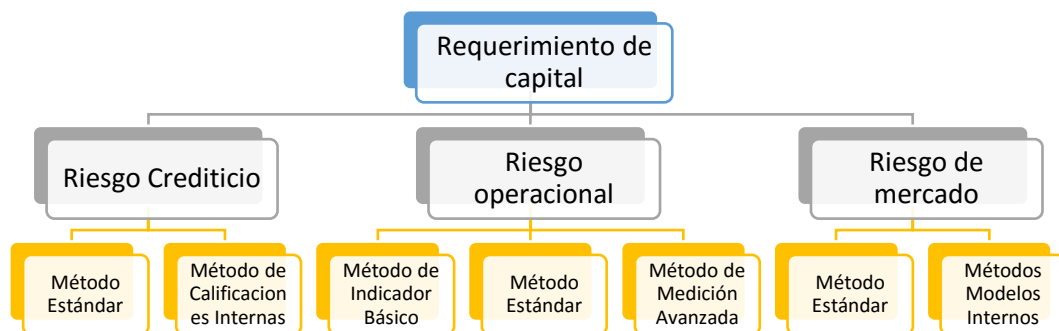 Requerimiento de
capital
Riesgo Crediticio
Riesgo
operacional
Riesgo de
mercado
Método
Estándar
Método de
Calificacion
es Internas
Método de
Indicador
Básico
Método
Estándar
Método de
Medición
Avanzada
Método
Estándar
Métodos
Modelos
Internos